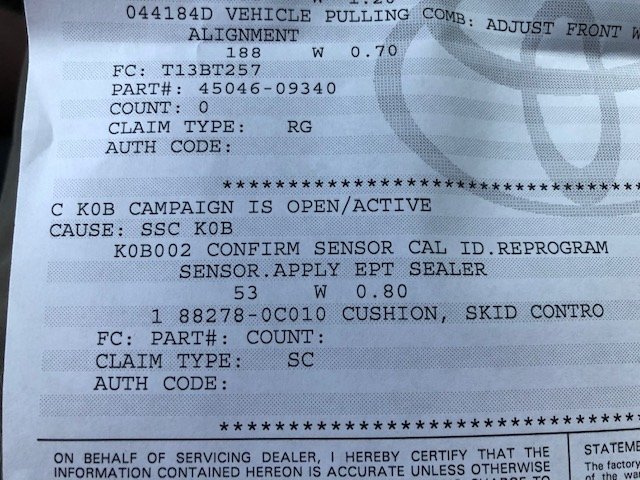 044184D VEHICLE PULLING COMB: ADJUST FRONT
ALIGNMENT
188 W 0.70
FC: T13BT257
PART#: 45046-09340
COUNT: 0
CLAIM TYPE: RG
AUTH CODE:
************************************
C K0B CAMPAIGN IS OPEN/ACTIVE
CAUSE: SSC K0B
K0B002 CONFIRM SENSOR CAL ID.REPROGRAM
SENSOR.APPLY EPT SEALER
53 W 0.80
1 88278-0C010 CUSHION, SKID CONTRO
FC: PART#: COUNT:
CLAIM TYPE: SC
AUTH CODE:
************************************
ON BEHALF OF SERVICING DEALER, I HEREBY CERTIFY THAT THE
INFORMATION CONTAINED HEREON IS ACCURATE UNLESS OTHERWISE
STATEME
The factory
of the wa